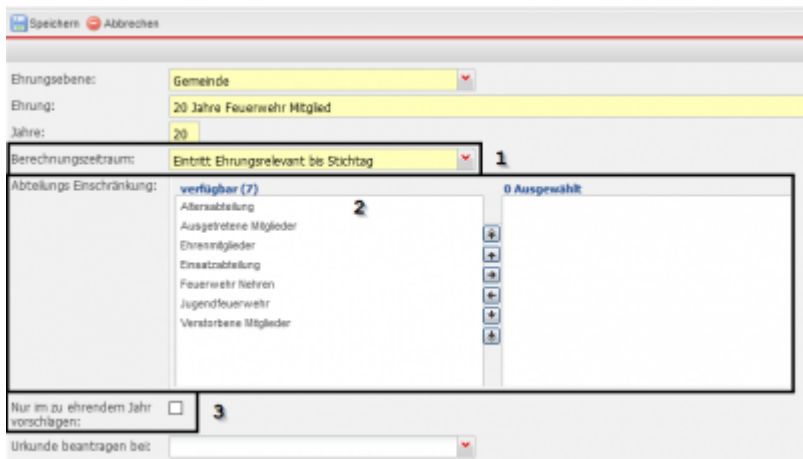 Speichern Abbrechen
Ehrungsebene: Gemeinde
Ehrung: 20 Jahre Feuerwehr Mitglied
Jahre: 20
Berechnungszeitraum: Eintritt Ehrungsrelevant bis Stichtag 1
Abteilungs Einschränkung: verfügbar (7) 0 Ausgewählt
Altersabteilung 2
Ausgetretene Mitglieder
Ehrenmitglieder
Einsatzabteilung
Feuerwehr Nehren
Jugendfeuerwehr
Verstorbene Mitglieder
Nur im zu ehrendem Jahr
vorschlagen: 3
Urkunde beantragen bei: